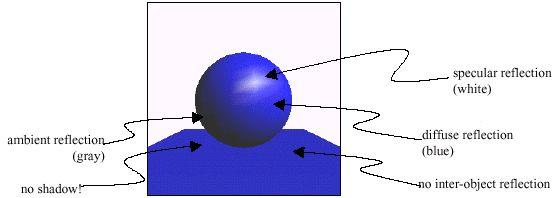 specular reflection
(white)
ambient reflection
(gray)
diffuse reflection
(blue)
no shadow!
no inter-object reflection